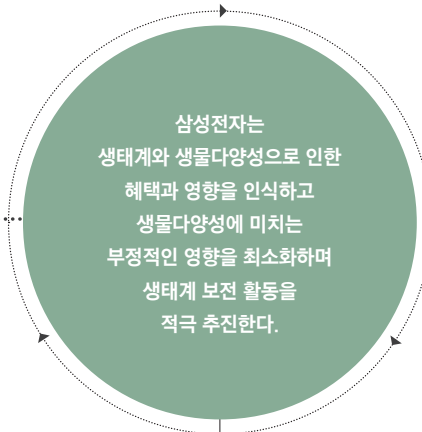 삼성전자는
생태계와 생물다양성으로 인한
혜택과 영향을 인식하고
생물다양성에 미치는
부정적인 영향을 최소화하며
생태계 보전 활동을
적극 추진한다.